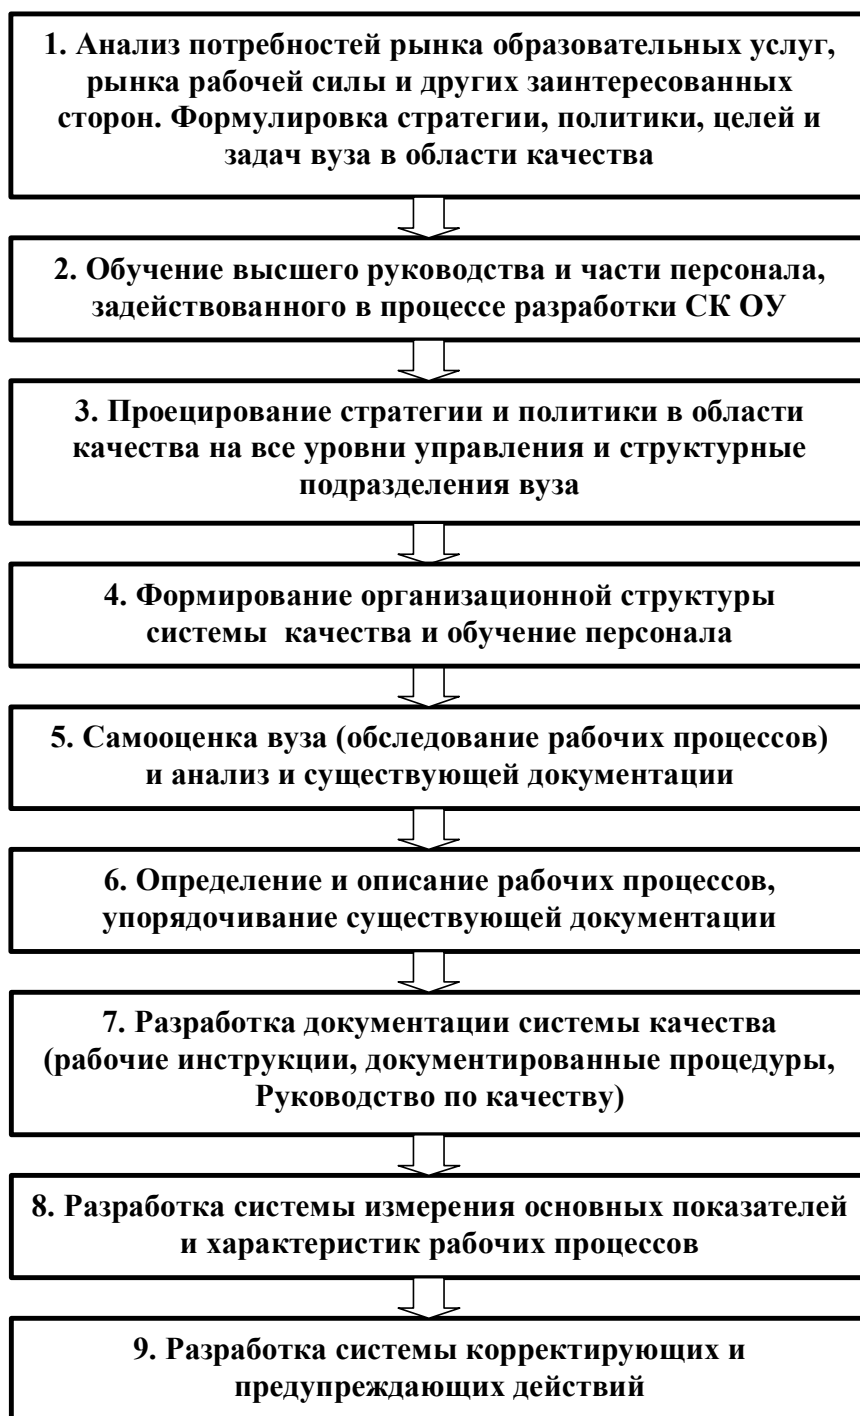 1. Анализ потребностей рынка образовательных услуг,
рынка рабочей силы и других заинтересованных
сторон. Формулировка стратегии, политики, целей и
задач вуза в области качества
2. Обучение высшего руководства и части персонала,
задействованного в процессе разработки СК ОУ
3. Проецирование стратегии и политики в области
качества на все уровни управления и структурные
подразделения вуза
4. Формирование организационной структуры
системы качества и обучение персонала
5. Самооценка вуза (обследование рабочих процессов)
и анализ и существующей документации
6. Определение и описание рабочих процессов,
упорядочивание существующей документации
7. Разработка документации системы качества
(рабочие инструкции, документированные процедуры,
Руководство по качеству)
8. Разработка системы измерения основных показателей
и характеристик рабочих процессов
9. Разработка системы корректирующих и
предупреждающих действий